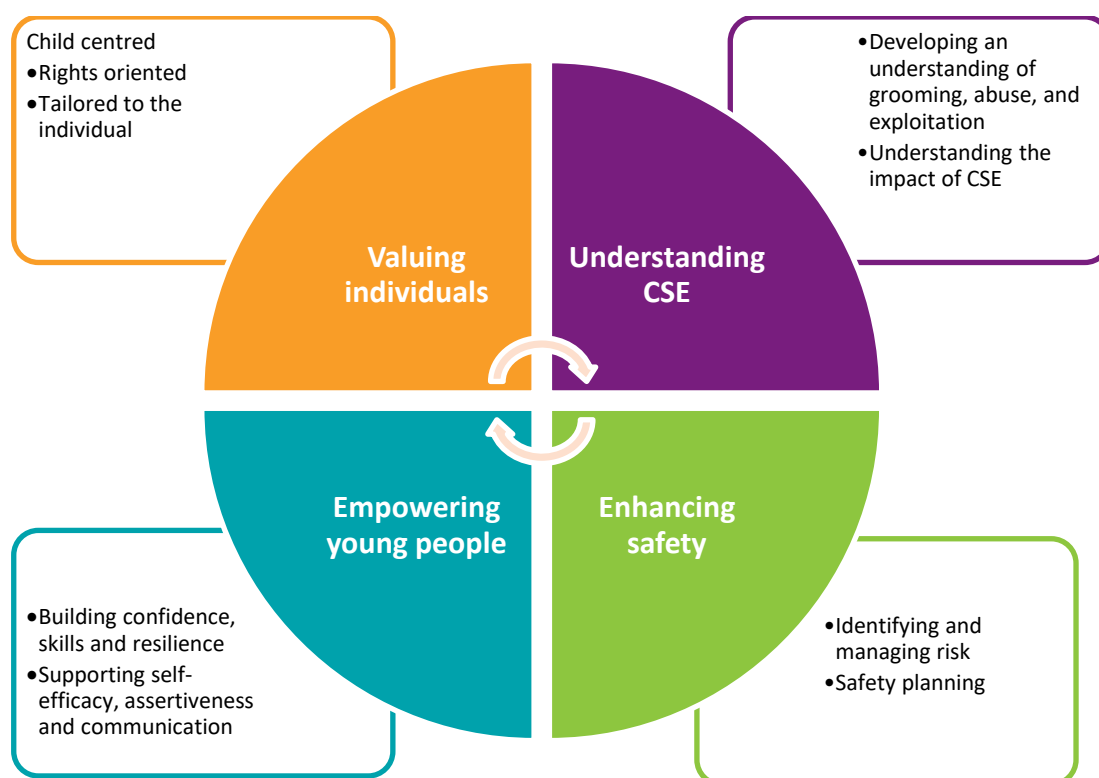 Child centred
•Rights oriented
•Tailored to the
individual
•Developing an
understanding of
grooming, abuse, and
exploitation
•Understanding the
impact of CSE
Valuing
individuals
Understanding
CSE
Empowering
young people
Enhancing
safety
•Building confidence,
skills and resilience
•Supporting self-
efficacy, assertiveness
and communication
•Identifying and
managing risk
•Safety planning